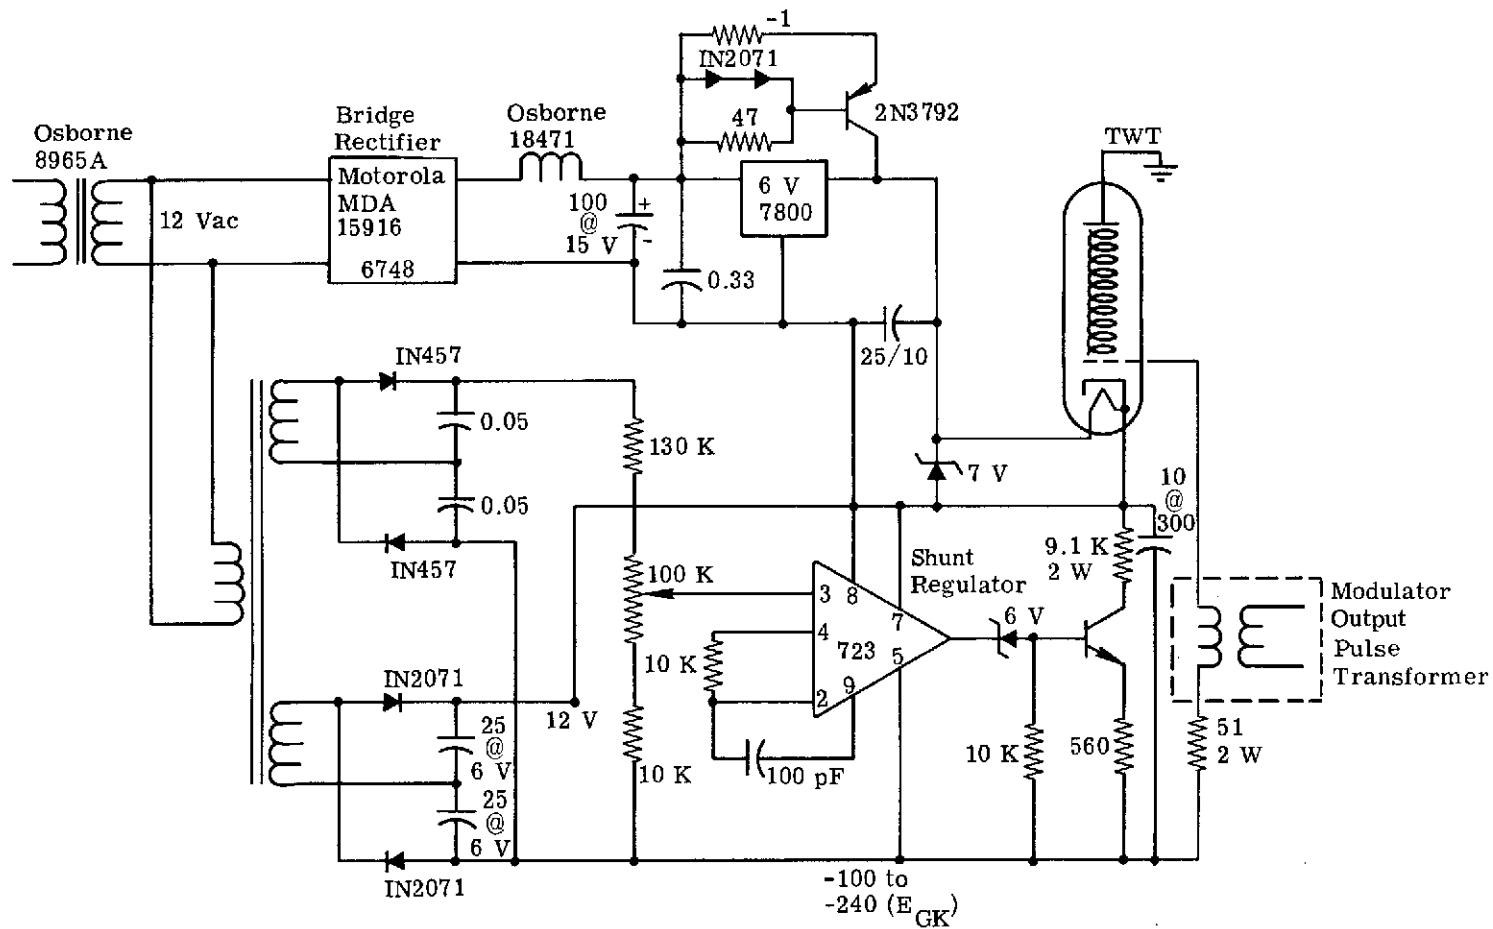 -1
IN2071
47
2N3792
Osborne
8965A
12 Vac
Bridge
Rectifier
Motorola
MDA
15916
6748
Osborne
18471
100
@
15 V
+
-
0.33
6 V
7800
25/10
TWT
IN457
0.05
0.05
IN457
130 K
7 V
10
@
300
9.1 K
2 W
100 K
Shunt
Regulator
3
8
4
7
723
5
2
9
6 V
Modulator
Output
Pulse
Transformer
10 K
IN2071
12 V
25
@
6 V
25
@
6 V
IN2071
10 K
100 pF
10 K
560
51
2 W
-100 to
-240 (EGK)